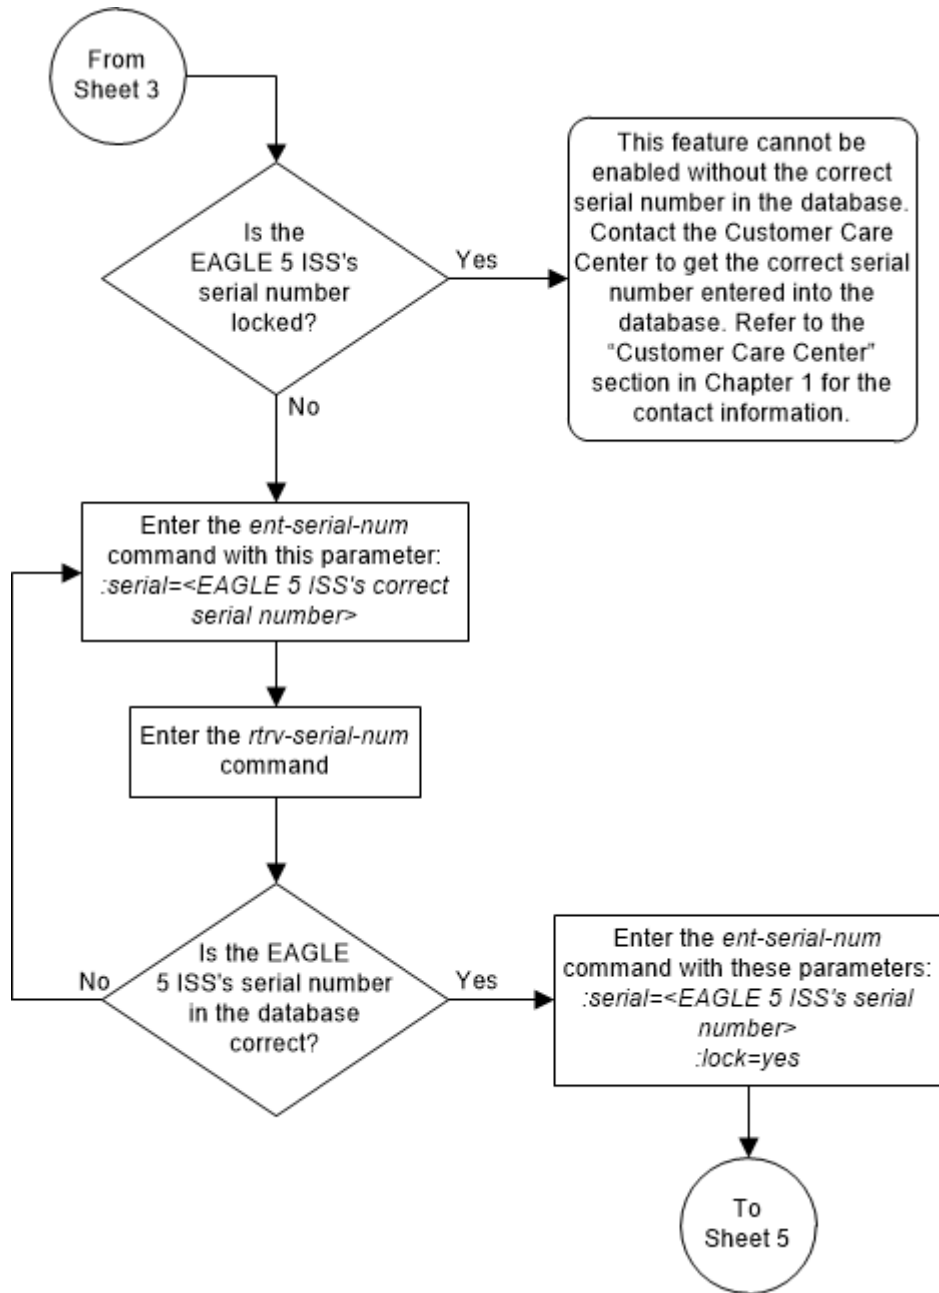 From
Sheet 3
Is the
EAGLE 5 ISS's
serial number
locked?
Yes
This feature cannot be
enabled without the correct
serial number in the database.
Contact the Customer Care
Center to get the correct serial
number entered into the
database. Refer to the
“Customer Care Center”
section in Chapter 1 for the
contact information.
No
Enter the ent-serial-num
command with this parameter:
:serial=<EAGLE 5 ISS's correct
serial number>
Enter the rtrv-serial-num
command
Is the EAGLE
5 ISS's serial number
in the database
correct?
No
Yes
Enter the ent-serial-num
command with these parameters:
:serial=<EAGLE 5 ISS's serial
number>
:lock=yes
To
Sheet 5